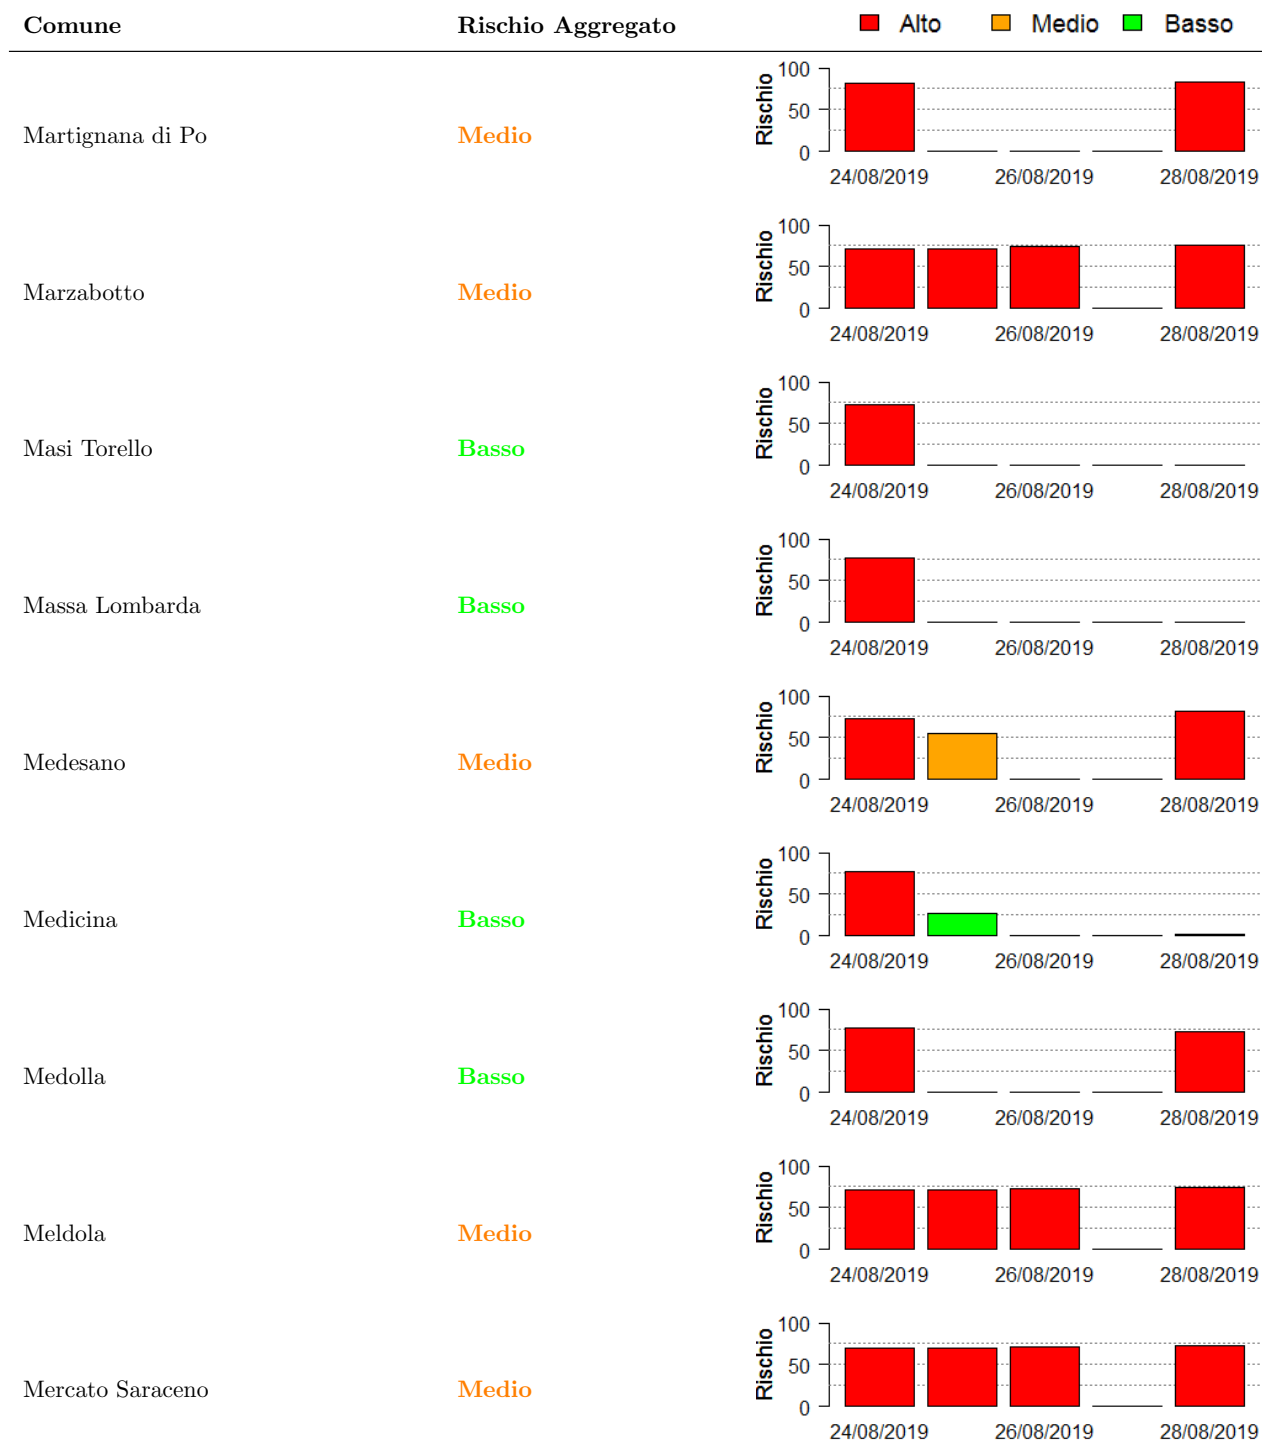 Comune Rischio Aggregato Alto Medio Basso
Martignana di Po Medio Rischio 100 50 0
24/08/2019 26/08/2019 28/08/2019
Marzabotto Medio Rischio 100 50 0
24/08/2019 26/08/2019 28/08/2019
Masi Torello Basso Rischio 100 50 0
24/08/2019 26/08/2019 28/08/2019
Massa Lombarda Basso Rischio 100 50 0
24/08/2019 26/08/2019 28/08/2019
Medesano Medio Rischio 100 50 0
24/08/2019 26/08/2019 28/08/2019
Medicina Basso Rischio 100 50 0
24/08/2019 26/08/2019 28/08/2019
Medolla Basso Rischio 100 50 0
24/08/2019 26/08/2019 28/08/2019
Meldola Medio Rischio 100 50 0
24/08/2019 26/08/2019 28/08/2019
Mercato Saraceno Medio Rischio 100 50 0
24/08/2019 26/08/2019 28/08/2019